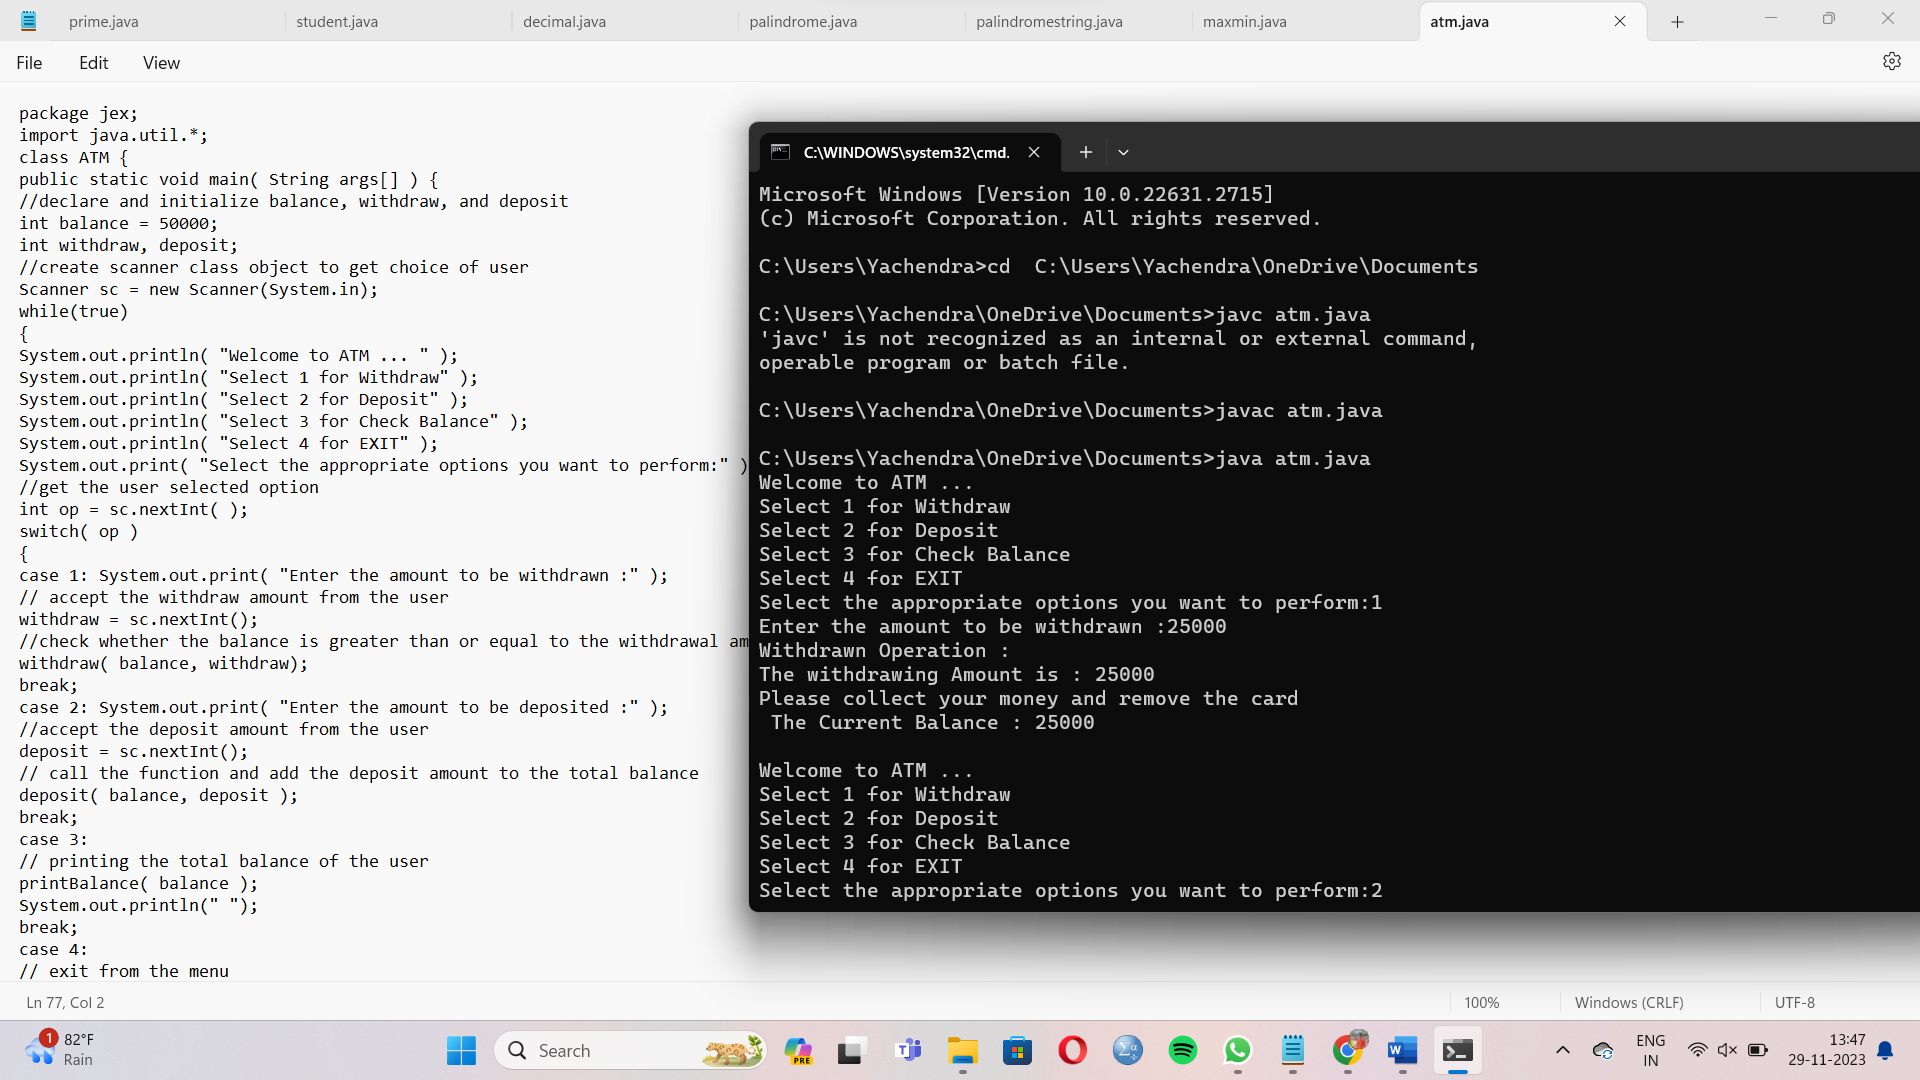 prime.java
student.java
decimal.java
palindrome.java
palindromestring.java
maxmin.java
atm.java
File Edit View
package jex;
import java.util.*;
class ATM {
public static void main( String args[] ) {
//declare and initialize balance, withdraw, and deposit
int balance = 50000;
int withdraw, deposit;
//create scanner class object to get choice of user
Scanner sc = new Scanner(System.in);
while(true)
{
System.out.println( "Welcome to ATM ... " );
System.out.println( "Select 1 for Withdraw" );
System.out.println( "Select 2 for Deposit" );
System.out.println( "Select 3 for Check Balance" );
System.out.println( "Select 4 for EXIT" );
System.out.print( "Select the appropriate options you want to perform:" )
//get the user selected option
int op = sc.nextInt( );
switch( op )
{
case 1: System.out.print( "Enter the amount to be withdrawn :" );
// accept the withdraw amount from the user
withdraw = sc.nextInt();
//check whether the balance is greater than or equal to the withdrawal am
withdraw( balance, withdraw);
break;
case 2: System.out.print( "Enter the amount to be deposited :" );
//accept the deposit amount from the user
deposit = sc.nextInt();
// call the function and add the deposit amount to the total balance
deposit( balance, deposit );
break;
case 3:
// printing the total balance of the user
printBalance( balance );
System.out.println(" ");
break;
case 4:
// exit from the menu
C:\WINDOWS\system32\cmd.
Microsoft Windows [Version 10.0.22631.2715]
(c) Microsoft Corporation. All rights reserved.
C:\Users\Yachendra>cd  C:\Users\Yachendra\OneDrive\Documents
C:\Users\Yachendra\OneDrive\Documents>javc atm.java
'javc' is not recognized as an internal or external command,
operable program or batch file.
C:\Users\Yachendra\OneDrive\Documents>javac atm.java
C:\Users\Yachendra\OneDrive\Documents>java atm.java
Welcome to ATM ...
Select 1 for Withdraw
Select 2 for Deposit
Select 3 for Check Balance
Select 4 for EXIT
Select the appropriate options you want to perform:1
Enter the amount to be withdrawn :25000
Withdrawn Operation :
The withdrawing Amount is : 25000
Please collect your money and remove the card
The Current Balance : 25000
Welcome to ATM ...
Select 1 for Withdraw
Select 2 for Deposit
Select 3 for Check Balance
Select 4 for EXIT
Select the appropriate options you want to perform:2
Ln 77, Col 2
100%
Windows (CRLF)
UTF-8
1
82°F
Rain
Search
PRE
ENG
IN
13:47
29-11-2023